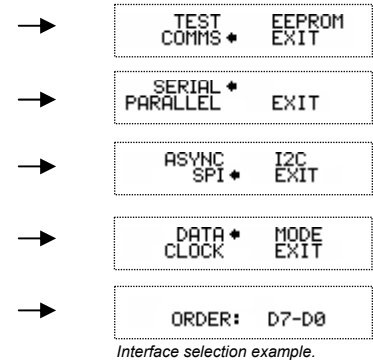 TEST EEPROM
COMMS EXIT
SERIAL
PARALLEL EXIT
ASYNC I2C
SPI EXIT
DATA MODE
CLOCK EXIT
ORDER: D7-D0
Interface selection example.